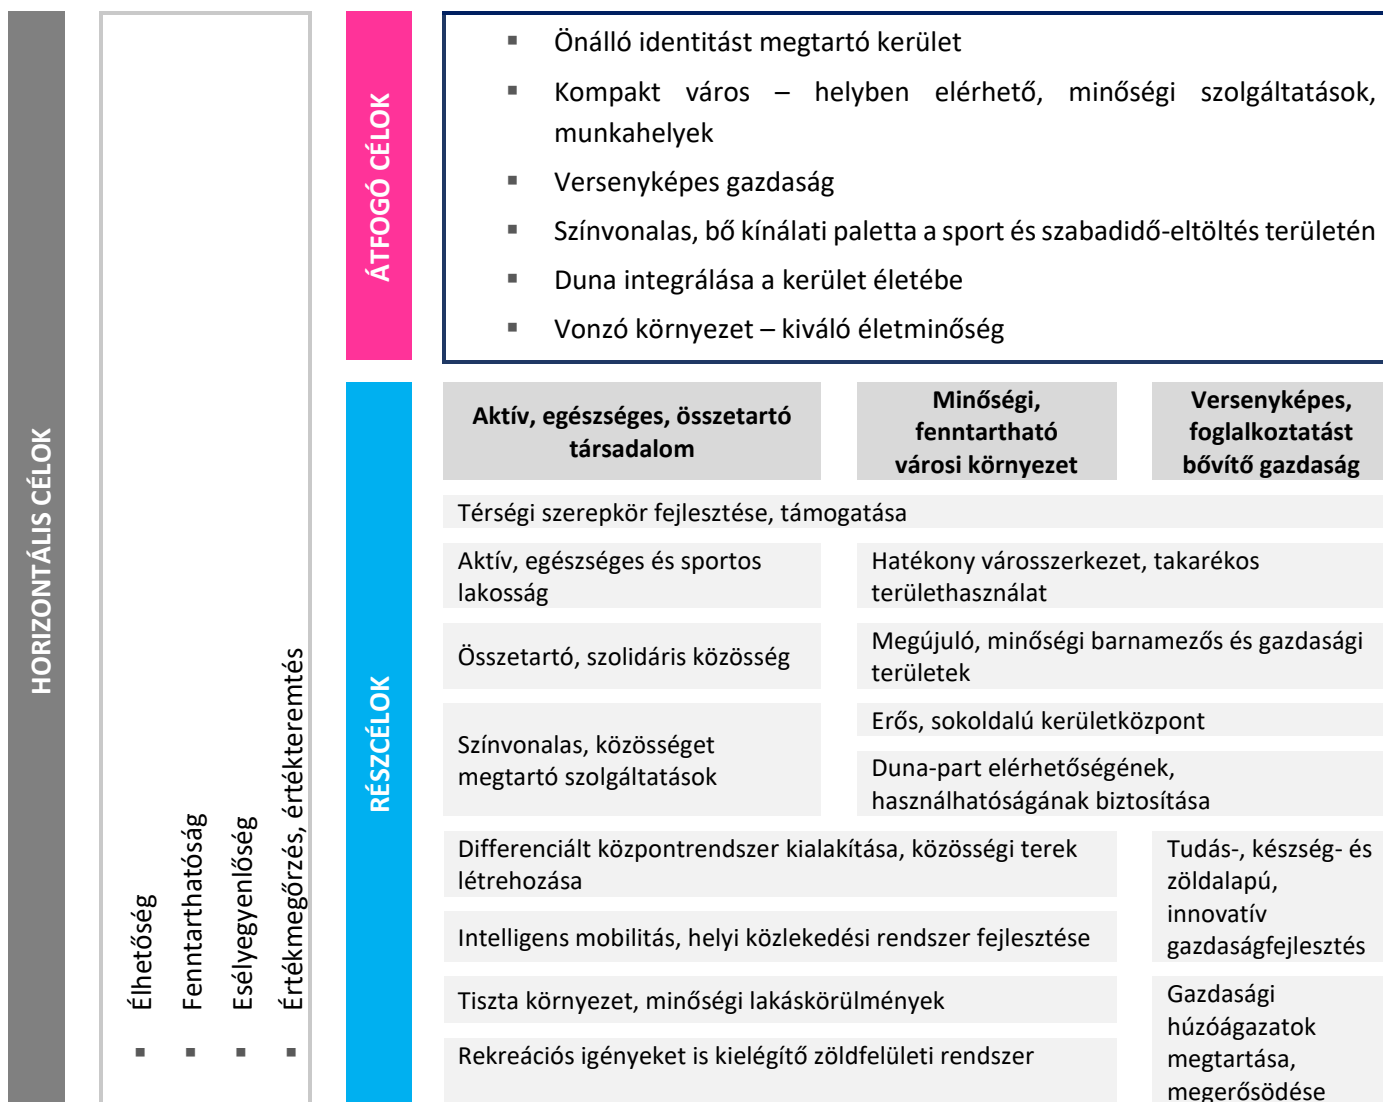 HORIZONTÁLIS CÉLOK
▪ Élhetőség
▪ Fenntarthatóság
▪ Esélyegyenlőség
▪ Értékmegőrzés, értékteremtés
ÁTFOGÓ CÉLOK
▪ Önálló identitást megtartó kerület
▪ Kompakt város – helyben elérhető, minőségi szolgáltatások,
munkahelyek
▪ Versenyképes gazdaság
▪ Színvonalas, bő kínálati paletta a sport és szabadidő-eltöltés területén
▪ Duna integrálása a kerület életébe
▪ Vonzó környezet – kiváló életminőség
RÉSZCÉLOK
Aktív, egészséges, összetartó
társadalom
Minőségi,
fenntartható
városi környezet
Versenyképes,
foglalkoztatást
bővítő gazdaság
Térségi szerepkör fejlesztése, támogatása
Aktív, egészséges és sportos
lakosság
Hatékony városszerkezet, takarékos
területhasználat
Összetartó, szolidáris közösség
Megújuló, minőségi barnamezős és gazdasági
területek
Színvonalas, közösséget
megtartó szolgáltatások
Erős, sokoldalú kerületközpont
Duna-part elérhetőségének,
használhatóságának biztosítása
Differenciált központrendszer kialakítása, közösségi terek
létrehozása
Tudás-, készség- és
zöldalapú,
innovatív
gazdaságfejlesztés
Intelligens mobilitás, helyi közlekedési rendszer fejlesztése
Tiszta környezet, minőségi lakáskörülmények
Gazdasági
húzóágazatok
megtartása,
megerősödése
Rekreációs igényeket is kielégítő zöldfelületi rendszer